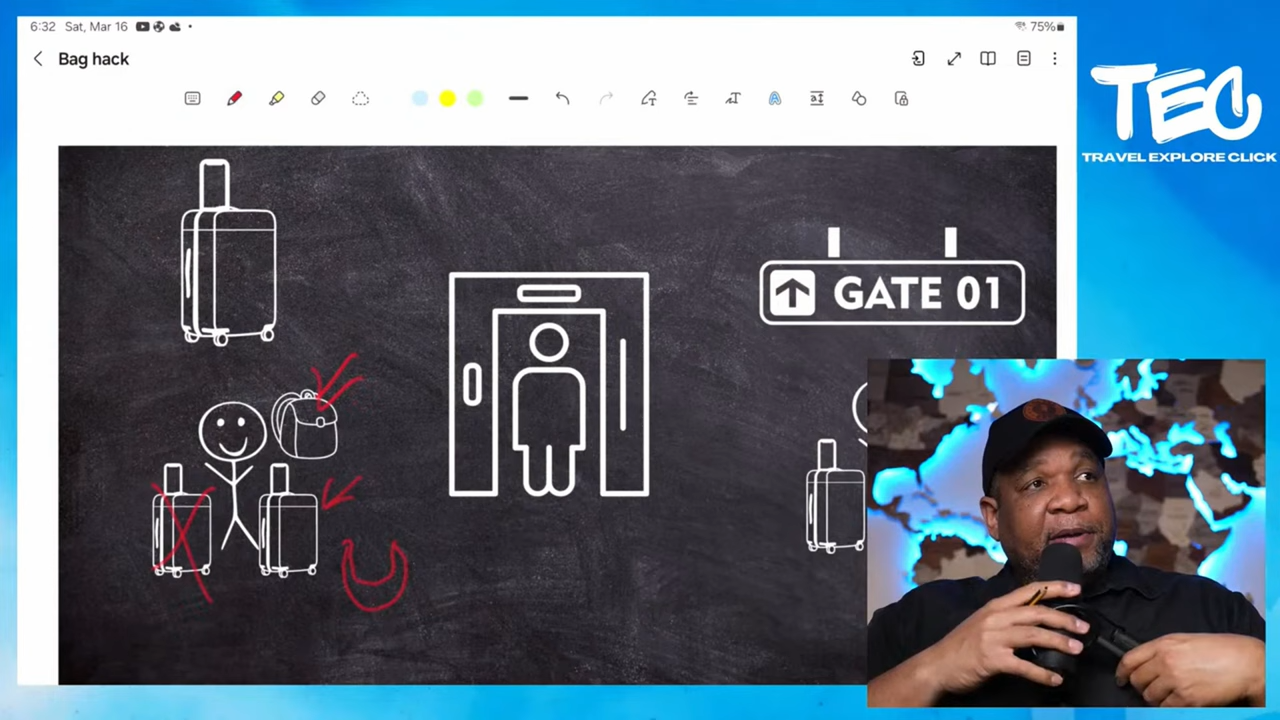 6:32 Sat, Mar 16
75%
Bag hack
TEC
TRAVEL EXPLORE CLICK
GATE 01